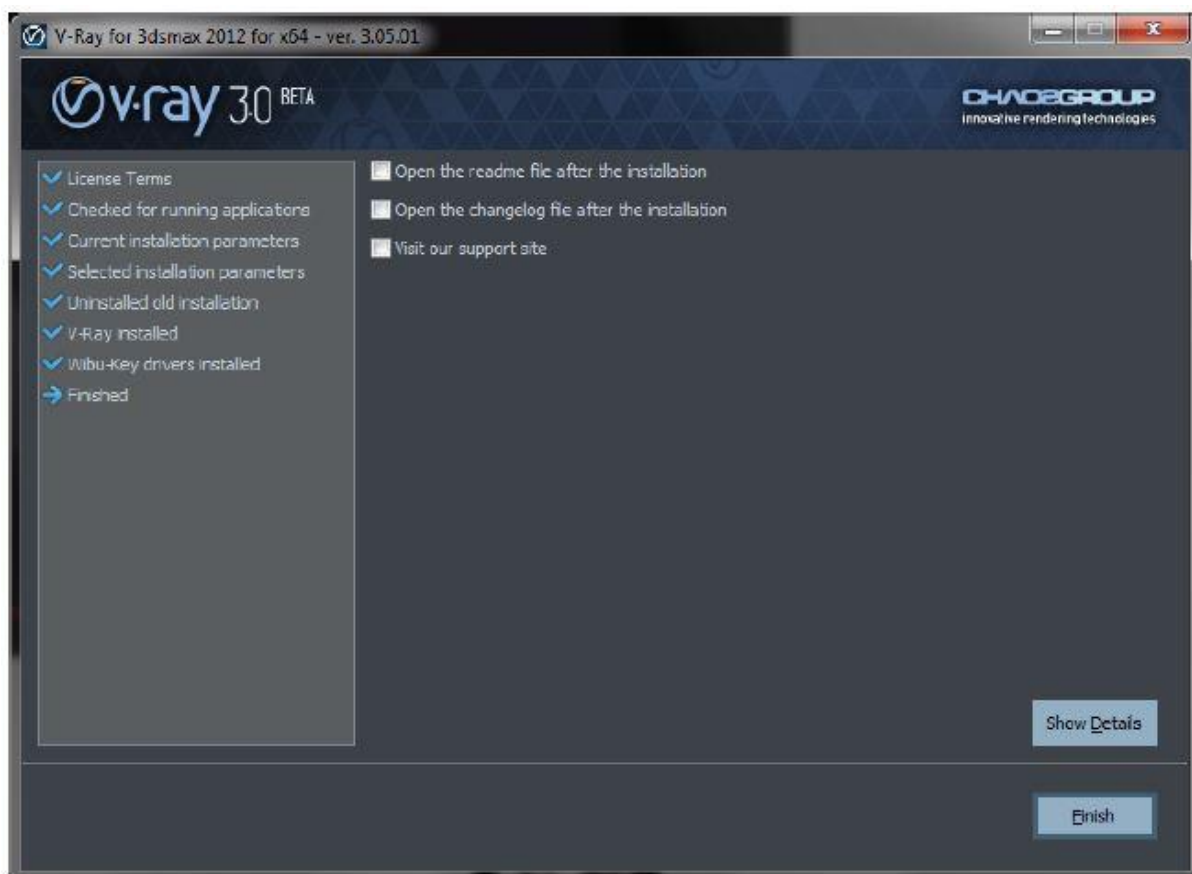 V-Ray for 3dsmax 2012 for x64 - ver. 3.05.01
v·ray 3.0 BETA
CHAOSGROUP
innovative rendering technologies
License Terms
Checked for running applications
Current installation parameters
Selected installation parameters
Uninstalled old installation
V-Ray installed
Wibu-Key drivers installed
Finished
Open the readme file after the installation
Open the changelog file after the installation
Visit our support site
Show Details
Finish